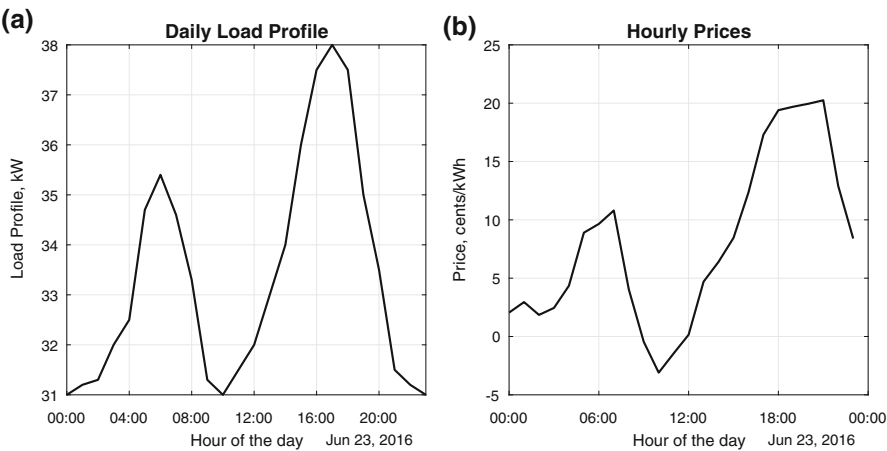 (a)
Daily Load Profile
38
37
36
35
34
33
32
31
Load Profile, kW
00:00 04:00 08:00 12:00 16:00 20:00
Hour of the day Jun 23, 2016
(b)
Hourly Prices
25
20
15
10
5
0
-5
Price, cents/kWh
00:00 06:00 12:00 18:00 00:00
Hour of the day Jun 23, 2016